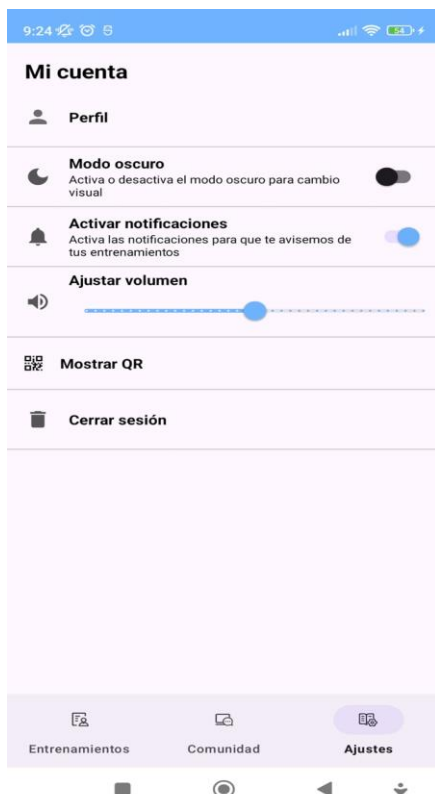 9:24
54
Mi cuenta
Perfil
Modo oscuro
Activa o desactiva el modo oscuro para cambio
visual
Activar notificaciones
Activa las notificaciones para que te avisemos de
tus entrenamientos
Ajustar volumen
Mostrar QR
Cerrar sesión
Entrenamientos
Comunidad
Ajustes